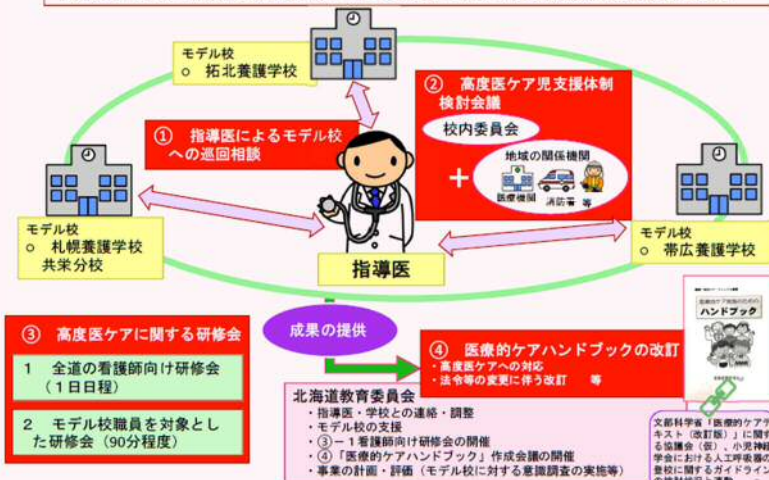 モデル校
○ 拓北養護学校
① 指導医によるモデル校
への巡回相談
② 高度医ケア児支援体制
検討会議
校内委員会
+
地域の関係機関
医療機関 消防署 等
モデル校
○ 札幌養護学校
共栄分校
指導医
モデル校
○ 帯広養護学校
③ 高度医ケアに関する研修会
1 全道の看護師向け研修会
(1日日程)
2 モデル校職員を対象とし
た研修会(90分程度)
成果の提供
④ 医療的ケアハンドブックの改訂
・高度医ケアへの対応
・法令等の変更に伴う改訂 等
ハンドブック
北海道教育委員会
・指導医・学校との連絡・調整
・モデル校の支援
・③－1看護師向け研修会の開催
・④「医療的ケアハンドブック」作成会議の開催
・事業の計画・評価(モデル校に対する意識調査の実施等)
文部科学省「医療的ケアテ
キスト(改訂版)」に関す
る協議会(仮)、小児神経
学会における人工呼吸器の
登校に関するガイドライン